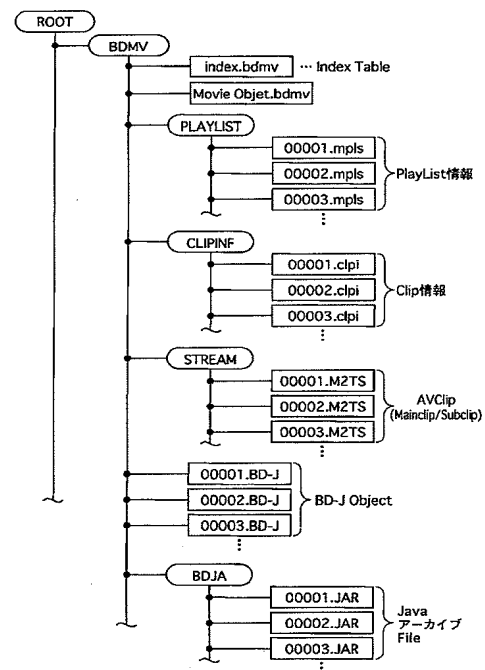 ROOT
BDMV
index.bdmv … Index Table
Movie Objet.bdmv
PLAYLIST
00001.mpls
00002.mpls
00003.mpls
PlayList情報
CLIPINF
00001.clpi
00002.clpi
00003.clpi
Clip情報
STREAM
00001.M2TS
00002.M2TS
00003.M2TS
AVClip
(Mainclip/Subclip)
00001.BD-J
00002.BD-J
00003.BD-J
BD-J Object
BDJA
00001.JAR
00002.JAR
00003.JAR
Java
アーカイブ
File